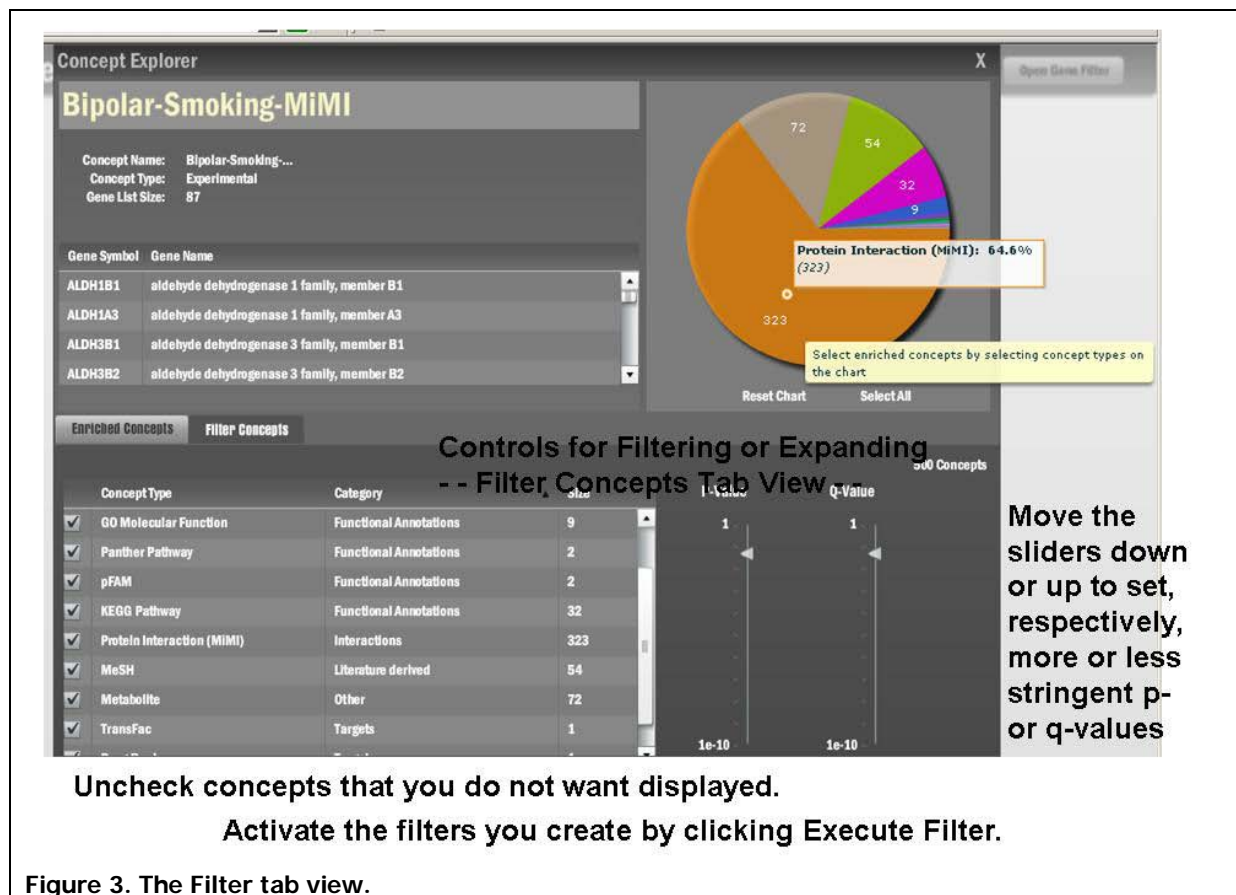 Concept Explorer
X
Open Gene Filter
Bipolar-Smoking-MiMI
Concept Name: Bipolar-Smoking-...
Concept Type: Experimental
Gene List Size: 87
Gene Symbol Gene Name
ALDH1B1 aldehyde dehydrogenase 1 family, member B1
ALDH1A3 aldehyde dehydrogenase 1 family, member A3
ALDH3B1 aldehyde dehydrogenase 3 family, member B1
ALDH3B2 aldehyde dehydrogenase 3 family, member B2
72
54
32
9
Protein Interaction (MiMI): 64.6%
(323)
323
Select enriched concepts by selecting concept types on
the chart
Reset Chart Select All
Enriched Concepts Filter Concepts
Controls for Filtering or Expanding
- - Filter Concepts Tab View - -
500 Concepts
Concept Type Category Size P-Value Q-Value
GO Molecular Function Functional Annotations 9
Panther Pathway Functional Annotations 2
pFAM Functional Annotations 2
KEGG Pathway Functional Annotations 32
Protein Interaction (MiMI) Interactions 323
MeSH Literature derived 54
Metabolite Other 72
TransFac Targets 1
1 1
1e-10 1e-10
Move the
sliders down
or up to set,
respectively,
more or less
stringent p-
or q-values
Uncheck concepts that you do not want displayed.
Activate the filters you create by clicking Execute Filter.
Figure 3. The Filter tab view.